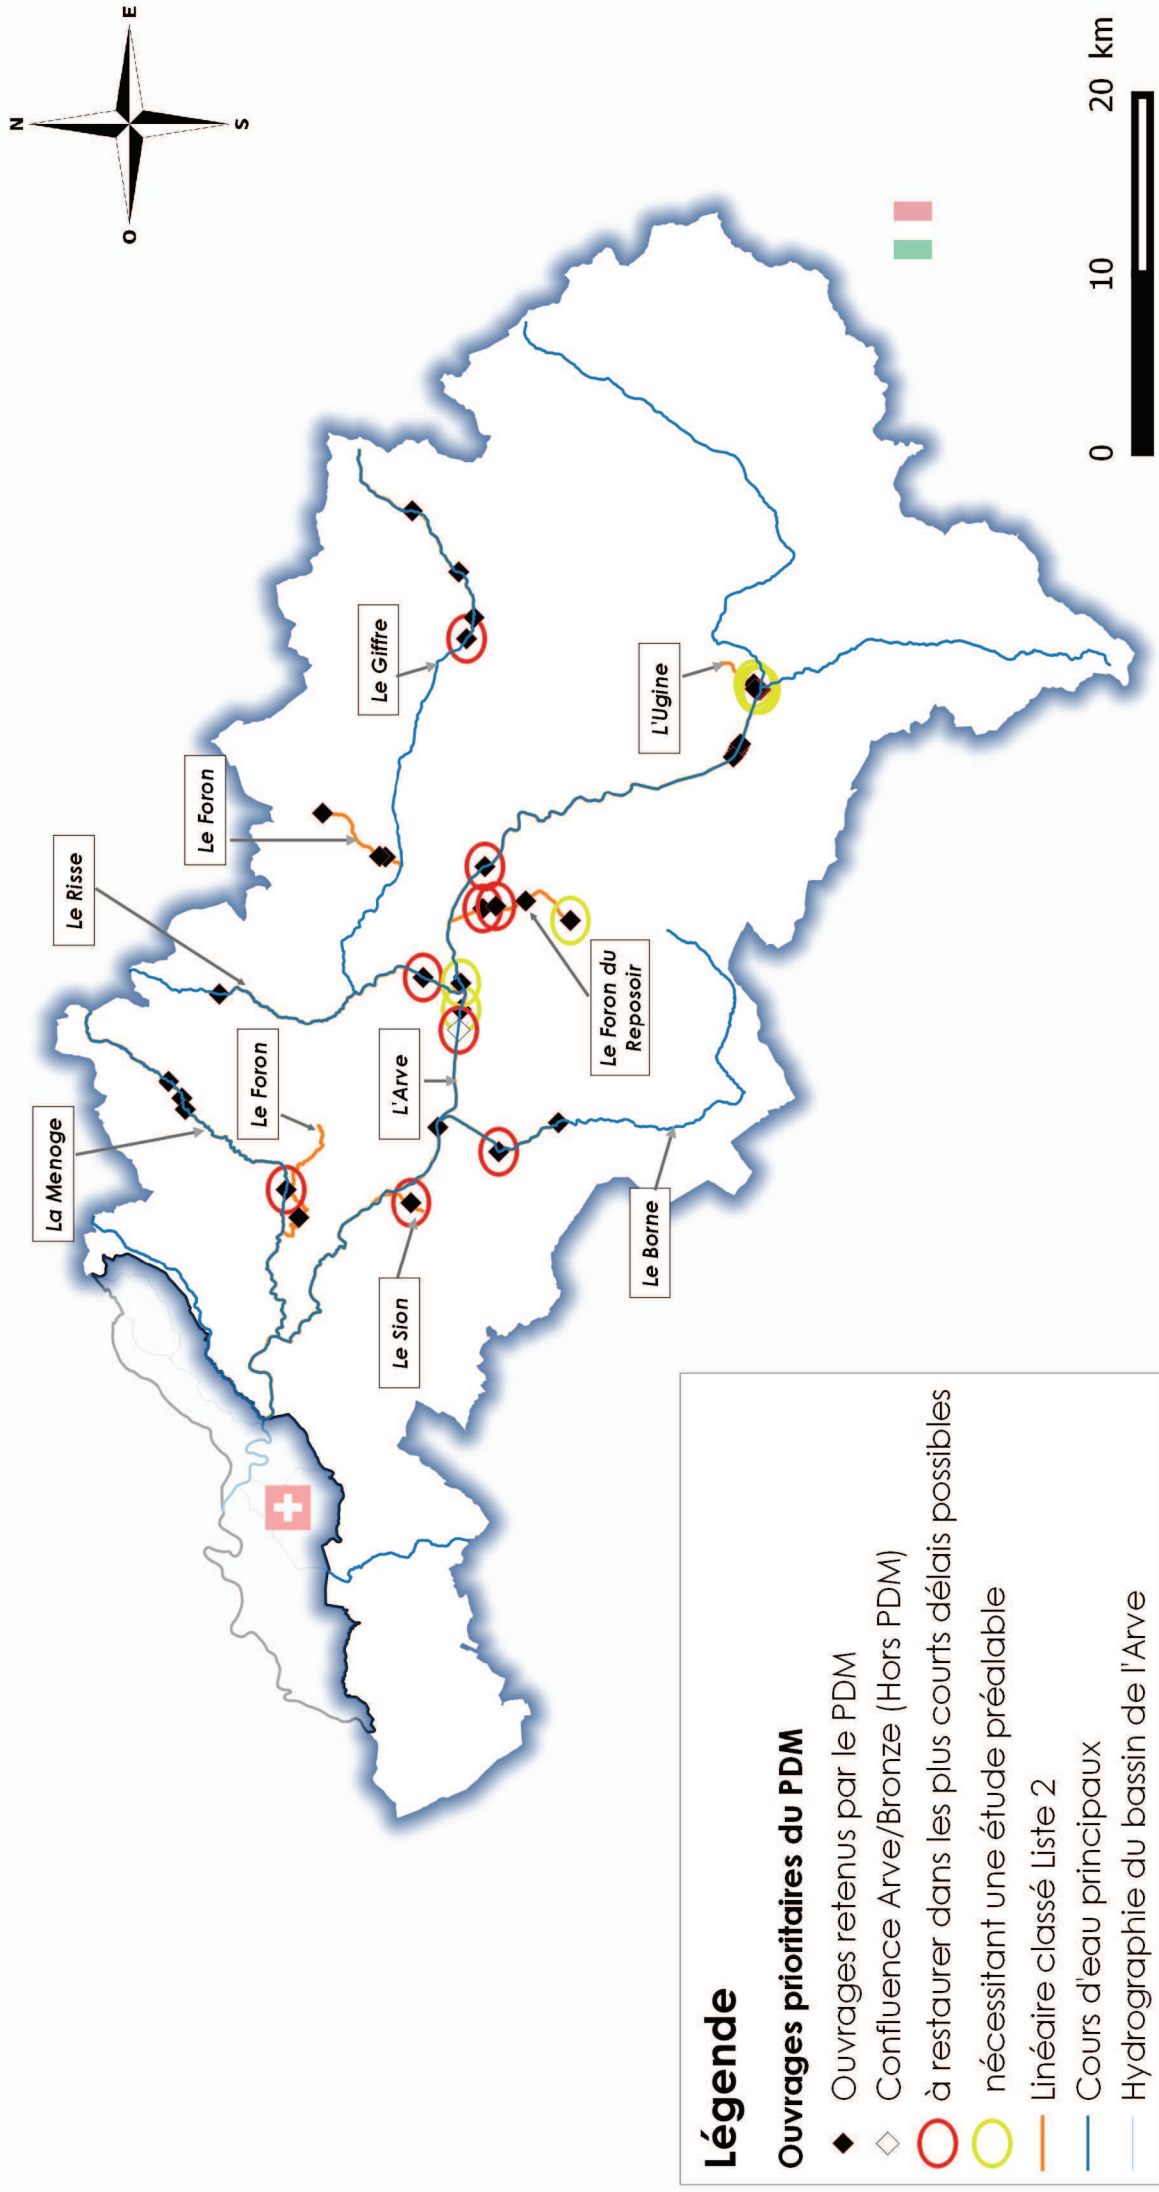 N
E
O
S
Le Risse
La Menoge
Le Foron
Le Foron
Le Giffre
L'Arve
Le Sion
L'Ugine
Le Foron du
Reposoir
Le Borne
0 10 20 km
Légende
Ouvrages prioritaires du PDM
Ouvrages retenus par le PDM
Confluence Arve/Bronze (Hors PDM)
à restaurer dans les plus courts délais possibles
nécessitant une étude préalable
Linéaire classé Liste 2
Cours d'eau principaux
Hydrographie du bassin de l'Arve